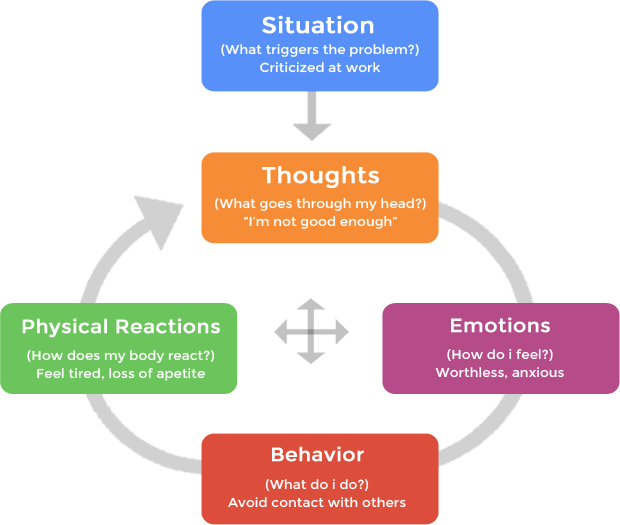 Situation
(What triggers the problem?)
Criticized at work
Thoughts
(What goes through my head?)
“I’m not good enough”
Physical Reactions
(How does my body react?)
Feel tired, loss of apetite
Emotions
(How do i feel?)
Worthless, anxious
Behavior
(What do i do?)
Avoid contact with others